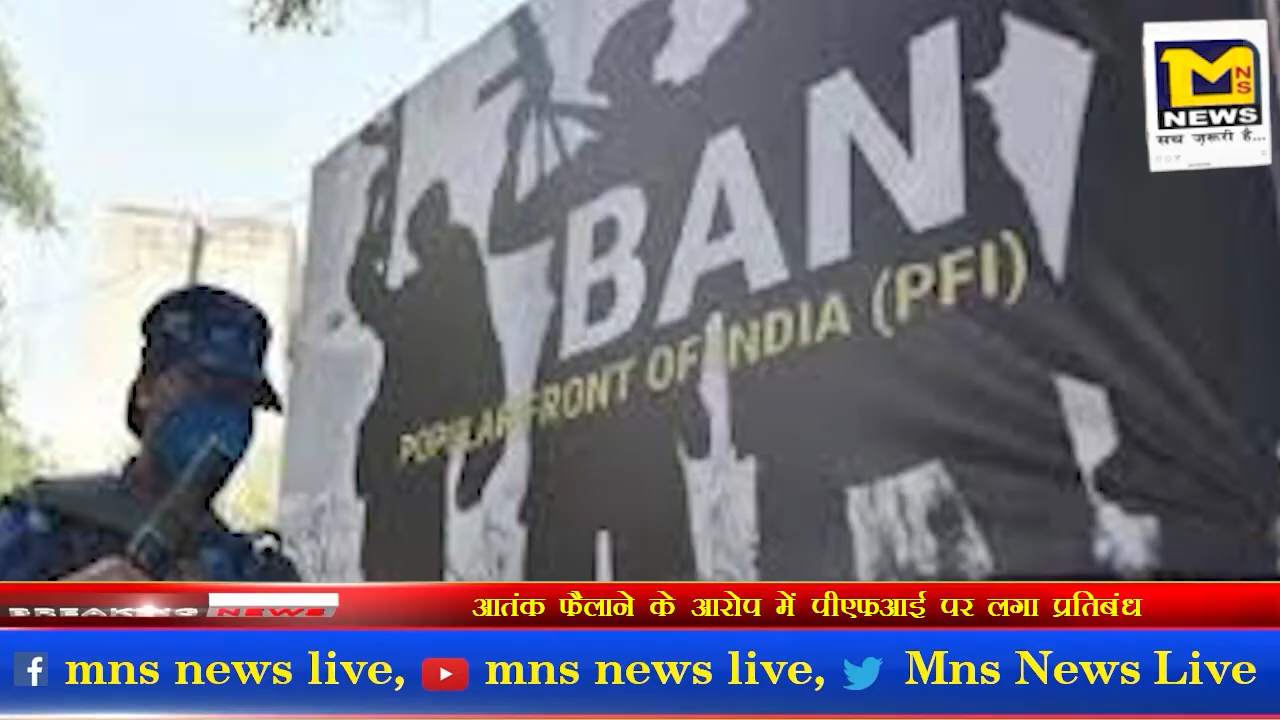 BAN
POPULAR FRONT OF INDIA (PFI)
M
NS
NEWS
सच ज़रूरी है...
BREAKING NEWS
आतंक फैलाने के आरोप में पीएफआई पर लगा प्रतिबंध
mns news live, mns news live, Mns News Live